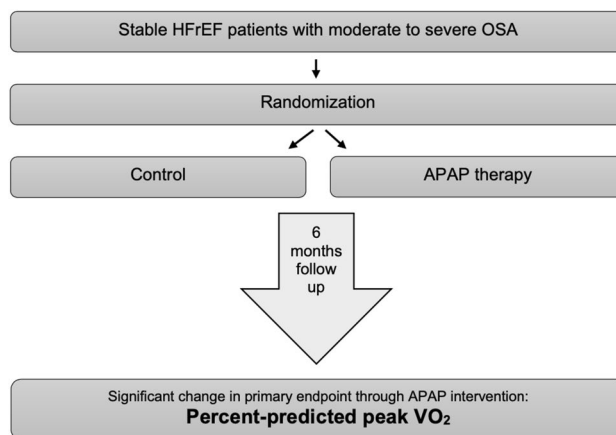 Stable HFrEF patients with moderate to severe OSA
Randomization
Control
APAP therapy
6
months
follow
up
Significant change in primary endpoint through APAP intervention:
Percent-predicted peak VO₂